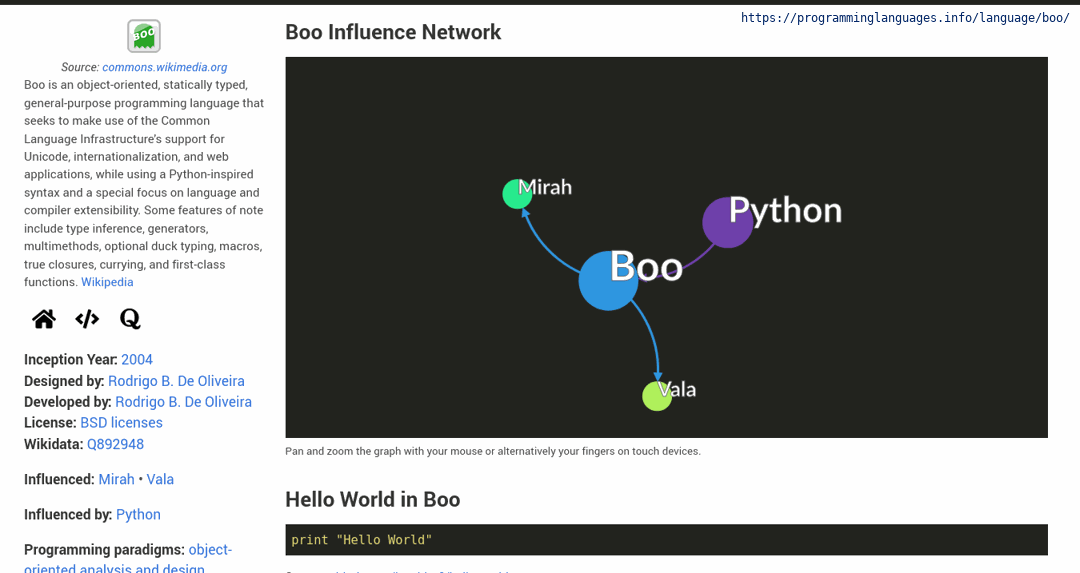 https://programminglanguages.info/language/boo/
BOO
Source: commons.wikimedia.org
Boo is an object-oriented, statically typed,
general-purpose programming language that
seeks to make use of the Common
Language Infrastructure's support for
Unicode, internationalization, and web
applications, while using a Python-inspired
syntax and a special focus on language and
compiler extensibility. Some features of note
include type inference, generators,
multimethods, optional duck typing, macros,
true closures, currying, and first-class
functions. Wikipedia
Inception Year: 2004
Designed by: Rodrigo B. De Oliveira
Developed by: Rodrigo B. De Oliveira
License: BSD licenses
Wikidata: Q892948
Influenced: Mirah • Vala
Influenced by: Python
Programming paradigms: object-
oriented analysis and design
Boo Influence Network
Mirah
Python
Boo
Vala
Pan and zoom the graph with your mouse or alternatively your fingers on touch devices.
Hello World in Boo
print "Hello World"